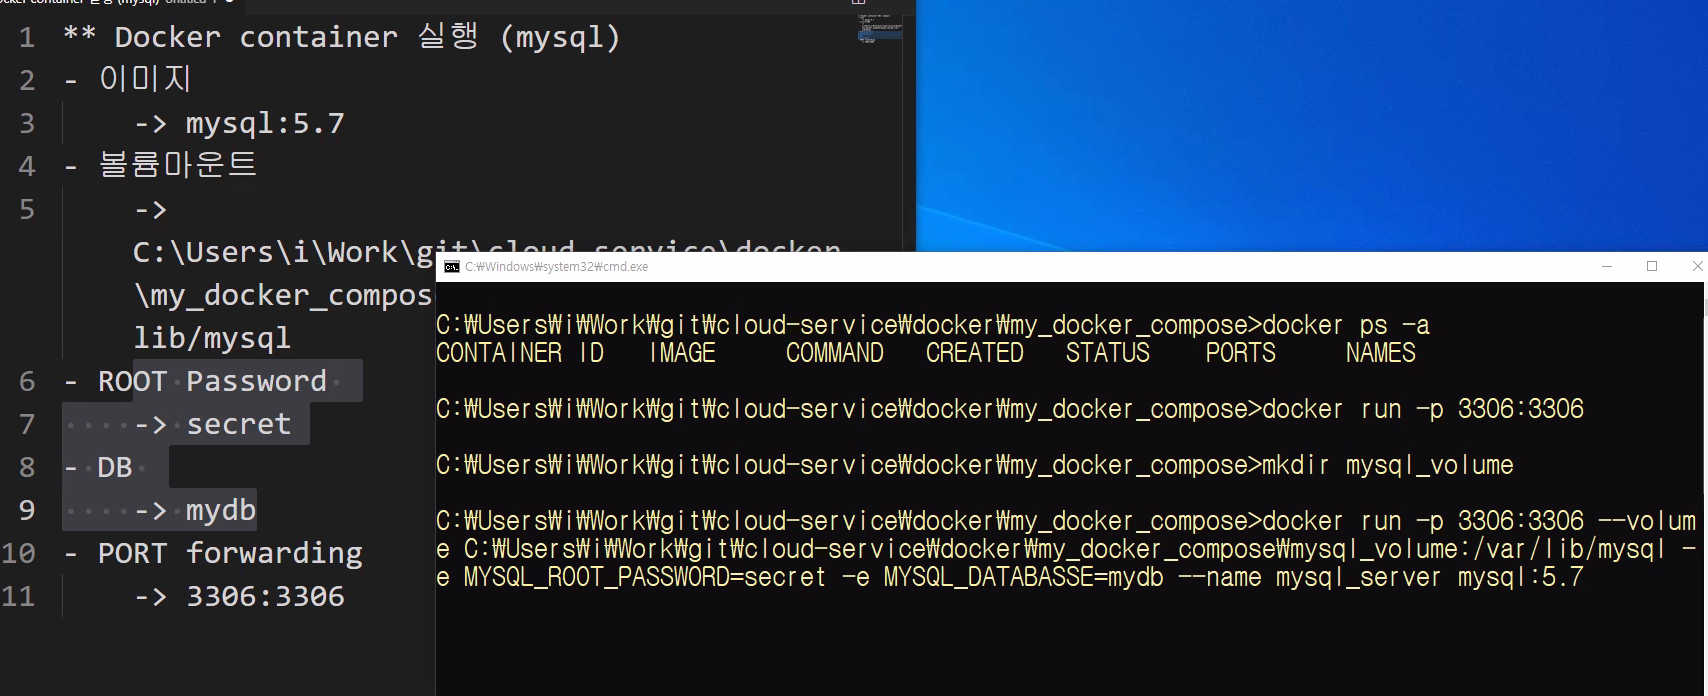 1 ** Docker container 실행 (mysql)
2 - 이미지
3 -> mysql:5.7
4 - 볼륨마운트
5 ->
C:\Users\i\Work\git\cloud-service\docker
\my_docker_compos
lib/mysql
6 - ROOT Password
7 -> secret
8 - DB
9 -> mydb
10 - PORT forwarding
11 -> 3306:3306
C:₩Windows₩system32₩cmd.exe
C:₩Users₩i₩Work₩git₩cloud-service₩docker₩my_docker_compose>docker ps -a
CONTAINER ID IMAGE COMMAND CREATED STATUS PORTS NAMES
C:₩Users₩i₩Work₩git₩cloud-service₩docker₩my_docker_compose>docker run -p 3306:3306
C:₩Users₩i₩Work₩git₩cloud-service₩docker₩my_docker_compose>mkdir mysql_volume
C:₩Users₩i₩Work₩git₩cloud-service₩docker₩my_docker_compose>docker run -p 3306:3306 --volum
e C:₩Users₩i₩Work₩git₩cloud-service₩docker₩my_docker_compose₩mysql_volume:/var/lib/mysql -
e MYSQL_ROOT_PASSWORD=secret -e MYSQL_DATABASSE=mydb --name mysql_server mysql:5.7